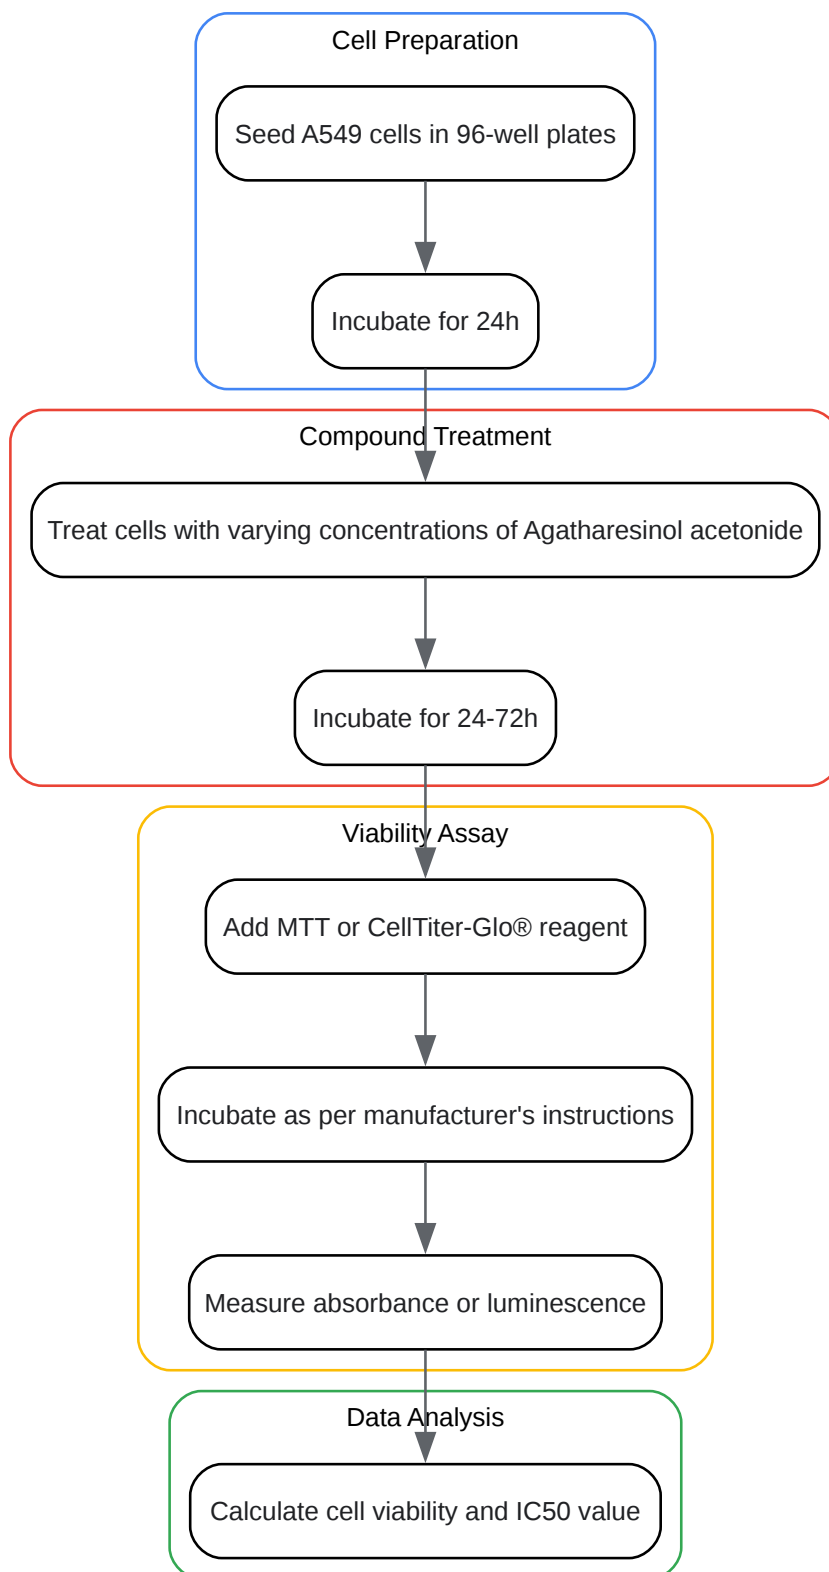 Cell Preparation
Seed A549 cells in 96-well plates
Incubate for 24h
Compound Treatment
Treat cells with varying concentrations of Agatharesinol acetonide
Incubate for 24-72h
Viability Assay
Add MTT or CellTiter-Glo® reagent
Incubate as per manufacturer's instructions
Measure absorbance or luminescence
Data Analysis
Calculate cell viability and IC50 value